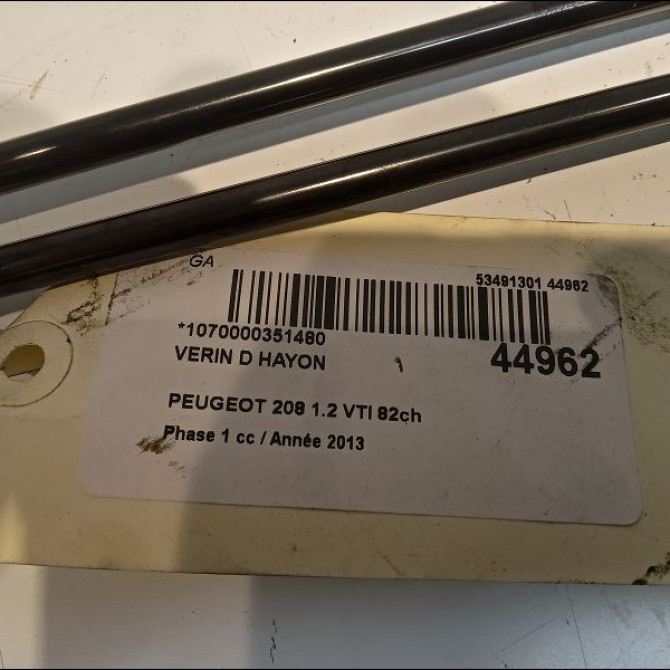 GA
53491301 44962
*1070000351480
44962
VERIN D HAYON
PEUGEOT 208 1.2 VTI 82ch
Phase 1 cc / Année 2013